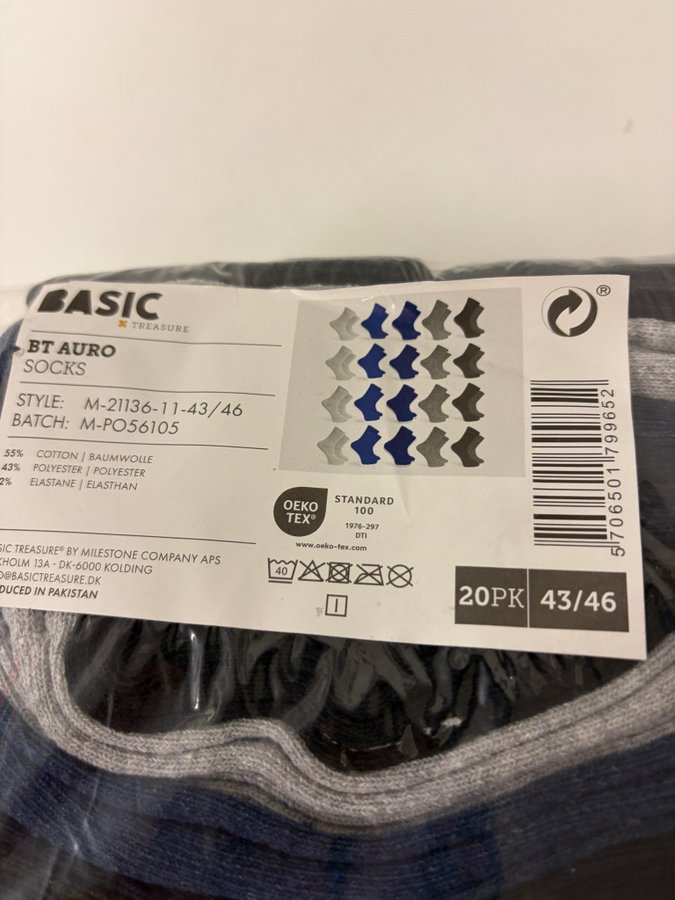 BASIC
TREASURE
BT AURO
SOCKS
STYLE: M-21136-11-43/46
BATCH: M-PO56105
55% COTTON | BAUMWOLLE
43% POLYESTER | POLYESTER
2% ELASTANE | ELASTHAN
OEKO
TEX®
STANDARD
100
1976-297
DTI
www.oeko-tex.com
SIC TREASURE® BY MILESTONE COMPANY APS
KHOLM 13A - DK-6000 KOLDING
O@BASICTREASURE.DK
DUCED IN PAKISTAN
40
I
®
5706501799652
20PK
43/46